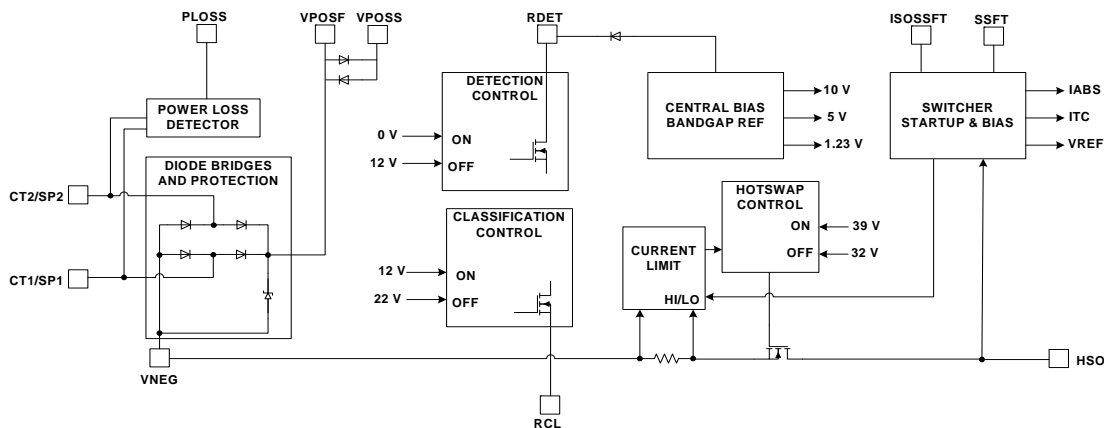 PLOSS
VPOSF
VPOSS
RDET
ISOSSFT
SSFT
POWER LOSS
DETECTOR
DETECTION
CONTROL
0 V
ON
12 V
OFF
CENTRAL BIAS
BANDGAP REF
10 V
5 V
1.23 V
SWITCHER
STARTUP & BIAS
IABS
ITC
VREF
DIODE BRIDGES
AND PROTECTION
CT2/SP2
CT1/SP1
CLASSIFICATION
CONTROL
12 V
ON
22 V
OFF
CURRENT
LIMIT
HI/LO
HOTSWAP
CONTROL
ON
39 V
OFF
32 V
VNEG
HSO
RCL